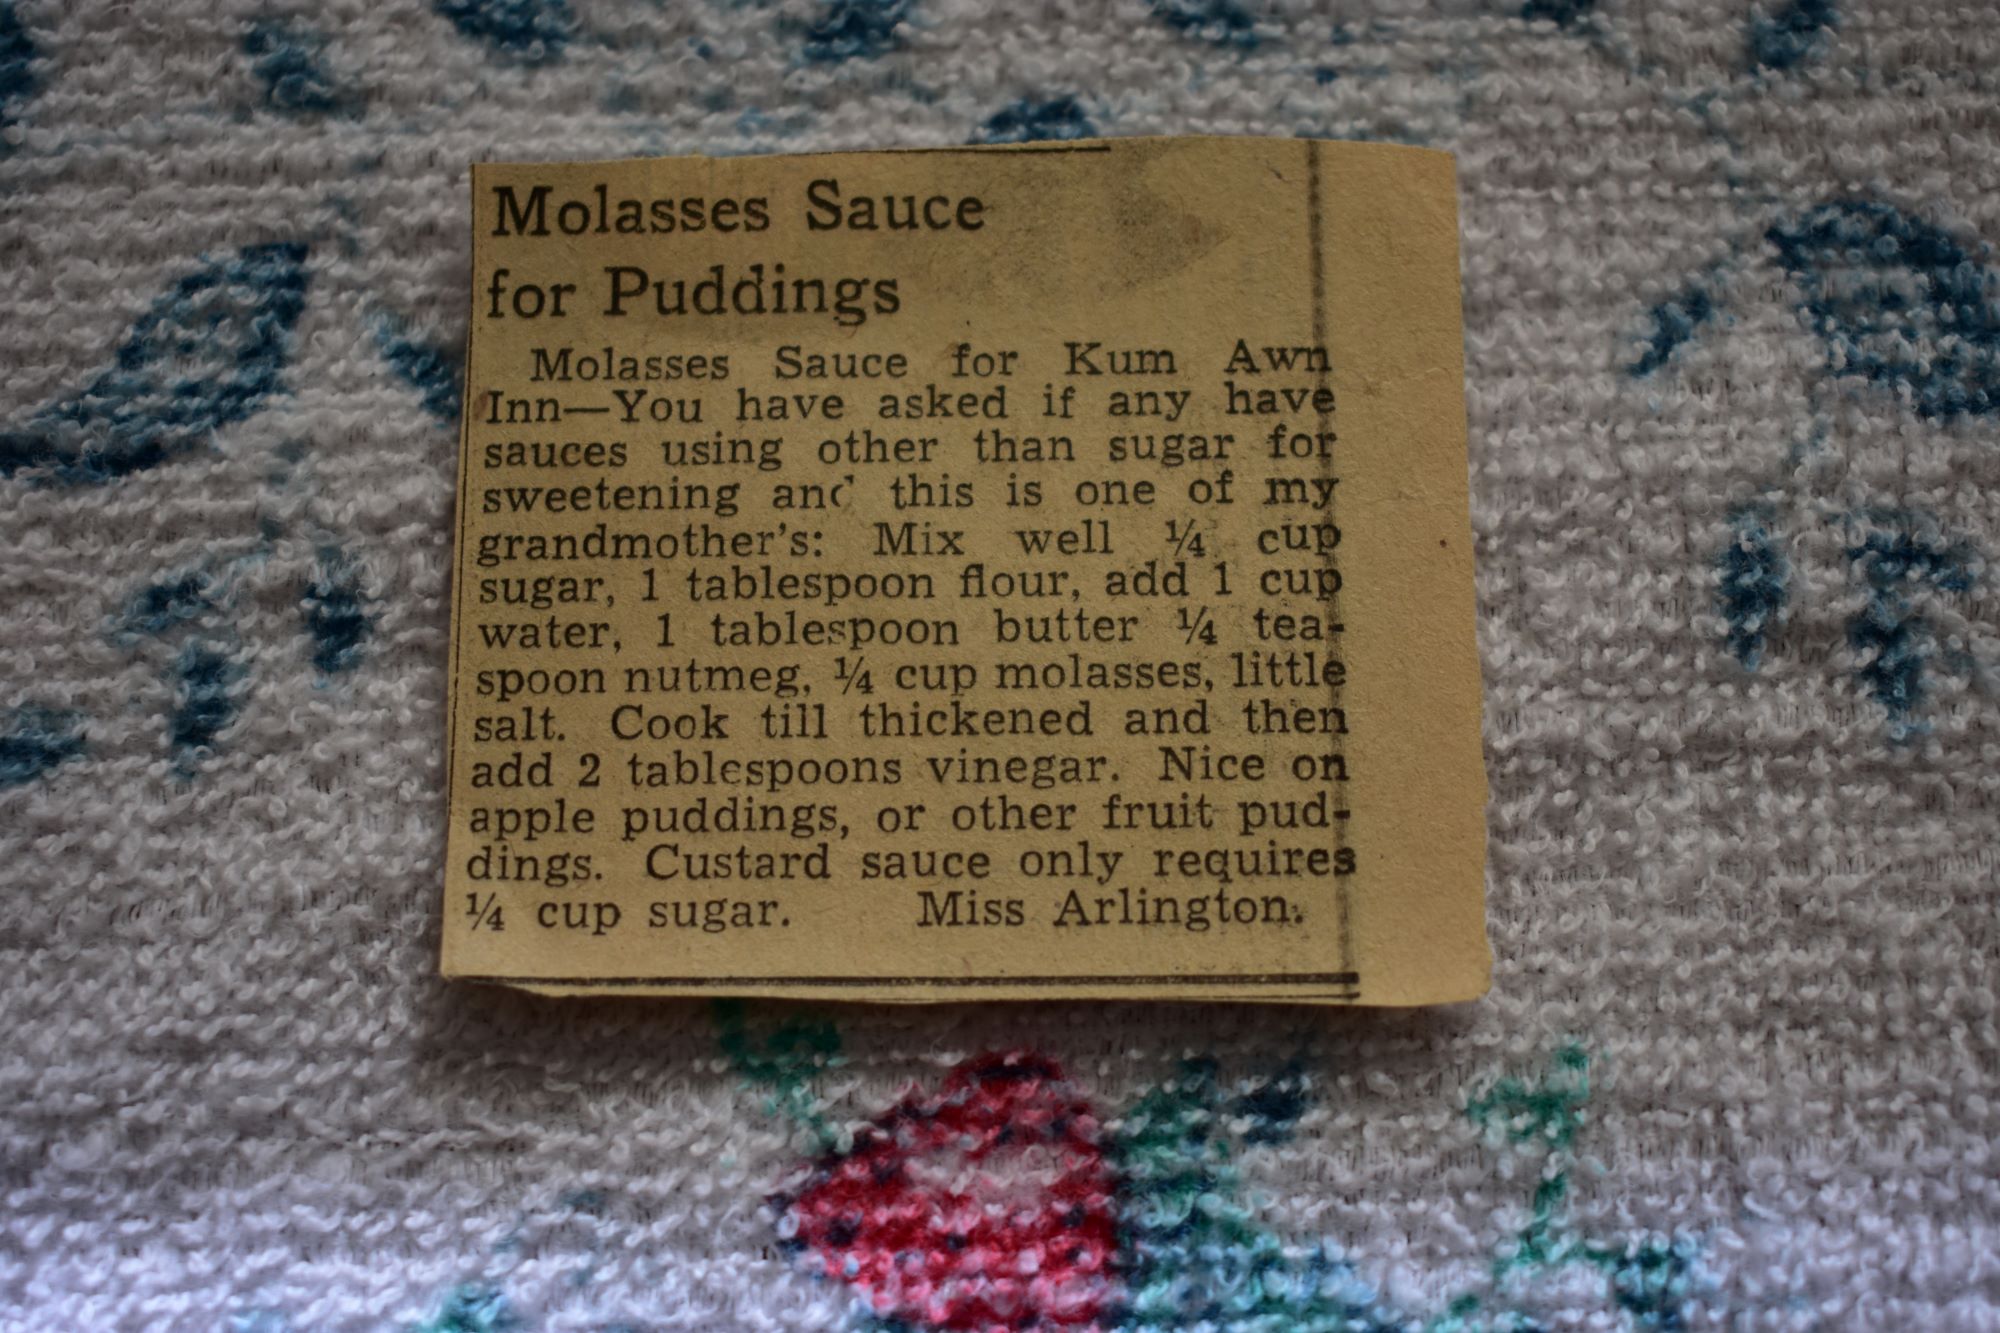 Molasses Sauce
for Puddings
Molasses Sauce for Kum Awn
Inn—You have asked if any have
sauces using other than sugar for
sweetening and this is one of my
grandmother's: Mix well ¼ cup
sugar, 1 tablespoon flour, add 1 cup
water, 1 tablespoon butter ¼ tea-
spoon nutmeg, ¼ cup molasses, little
salt. Cook till thickened and then
add 2 tablespoons vinegar. Nice on
apple puddings, or other fruit pud-
dings. Custard sauce only requires
¼ cup sugar. Miss Arlington.